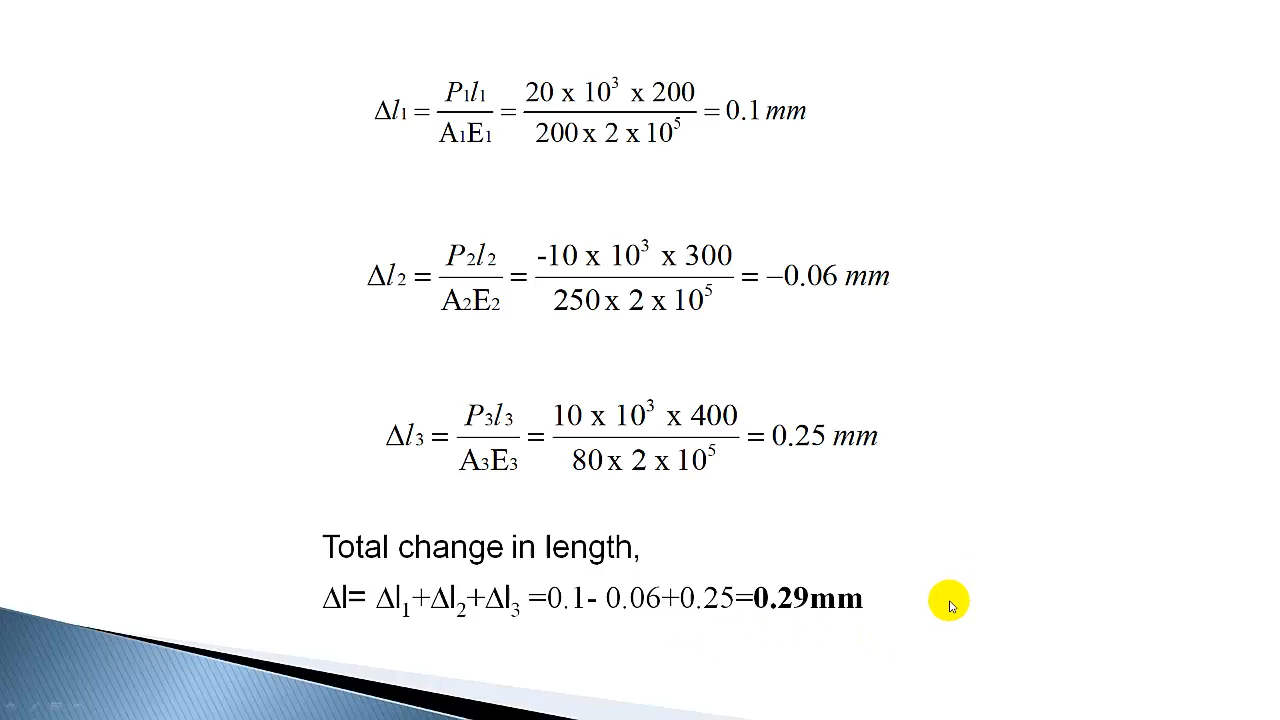 Δl1 = P1l1 / A1E1 = 20 x 10^3 x 200 / 200 x 2 x 10^5 = 0.1 mm
Δl2 = P2l2 / A2E2 = -10 x 10^3 x 300 / 250 x 2 x 10^5 = −0.06 mm
Δl3 = P3l3 / A3E3 = 10 x 10^3 x 400 / 80 x 2 x 10^5 = 0.25 mm
Total change in length,
Δl= Δl1+Δl2+Δl3 =0.1- 0.06+0.25=0.29mm